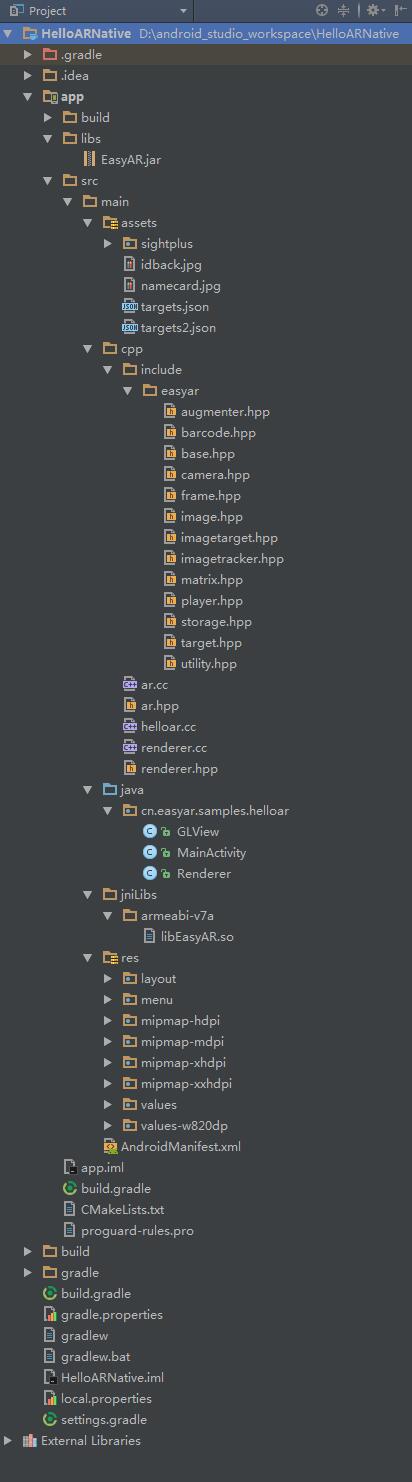 Project
HelloARNative D:\android_studio_workspace\HelloARNative
.gradle
.idea
app
build
libs
EasyAR.jar
src
main
assets
sightplus
idback.jpg
namecard.jpg
targets.json
targets2.json
cpp
include
easyar
augmenter.hpp
barcode.hpp
base.hpp
camera.hpp
frame.hpp
image.hpp
imagetarget.hpp
imagetracker.hpp
matrix.hpp
player.hpp
storage.hpp
target.hpp
utility.hpp
ar.cc
ar.hpp
helloar.cc
renderer.cc
renderer.hpp
java
cn.easyar.samples.helloar
GLView
MainActivity
Renderer
jniLibs
armeabi-v7a
libEasyAR.so
res
layout
menu
mipmap-hdpi
mipmap-mdpi
mipmap-xhdpi
mipmap-xxhdpi
values
values-w820dp
AndroidManifest.xml
app.iml
build.gradle
CMakeLists.txt
proguard-rules.pro
build
gradle
build.gradle
gradle.properties
gradlew
gradlew.bat
HelloARNative.iml
local.properties
settings.gradle
External Libraries